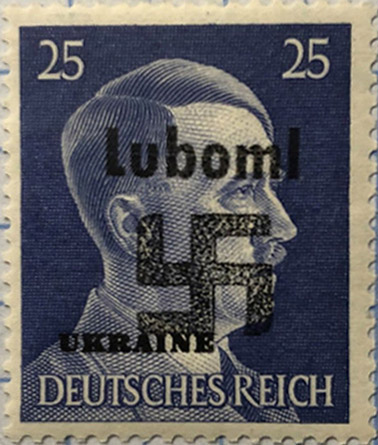 25 25
Luboml
UKRAINE
DEUTSCHES REICH